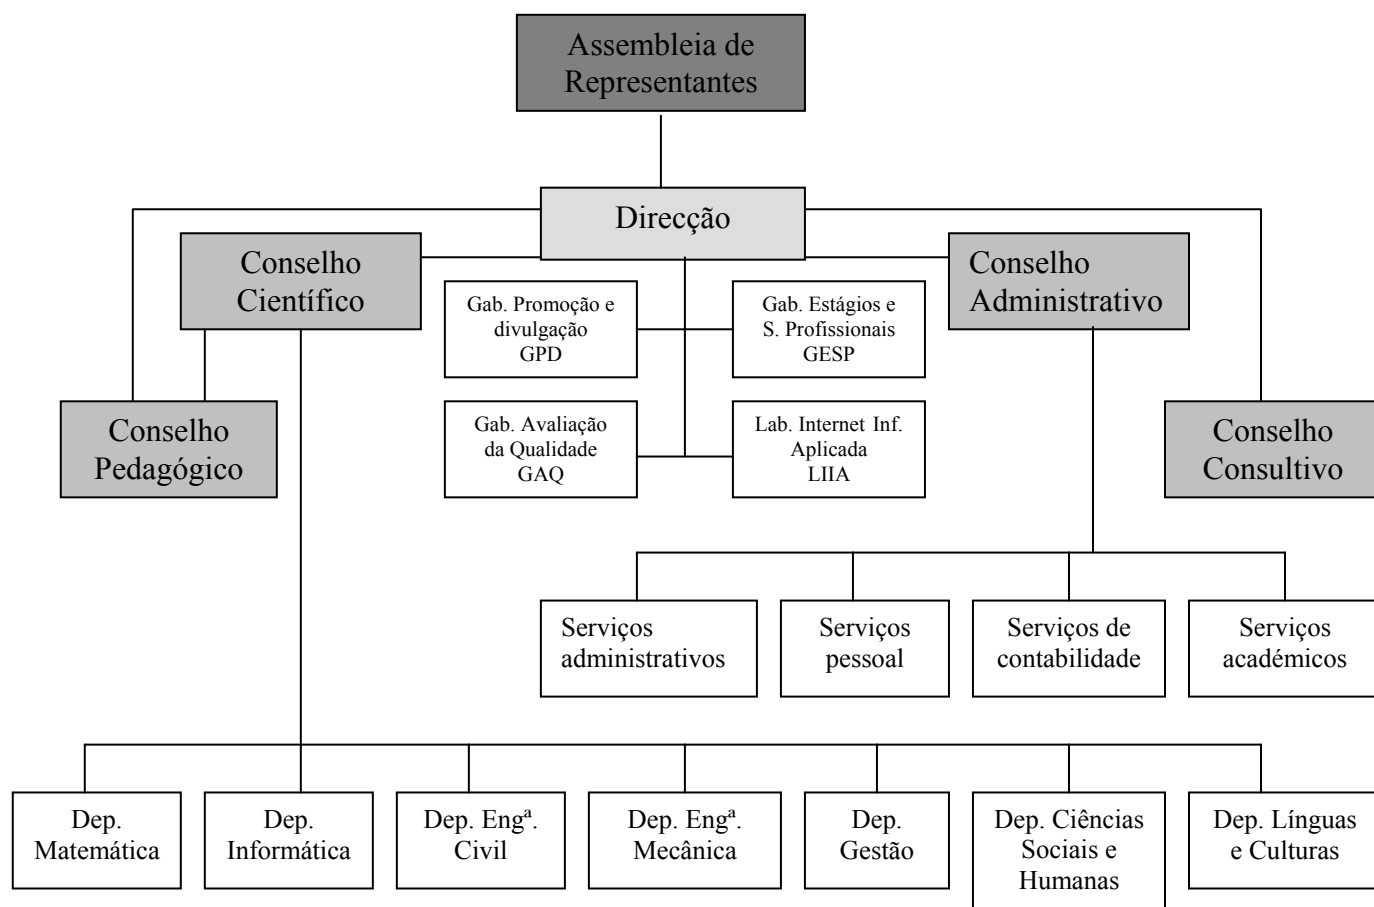 Assembleia de
Representantes
Direcção
Conselho
Científico
Conselho
Administrativo
Gab. Promoção e
divulgação
GPD
Gab. Estágios e
S. Profissionais
GESP
Conselho
Pedagógico
Gab. Avaliação
da Qualidade
GAQ
Lab. Internet Inf.
Aplicada
LIIA
Conselho
Consultivo
Serviços
administrativos
Serviços
pessoal
Serviços de
contabilidade
Serviços
académicos
Dep.
Matemática
Dep.
Informática
Dep. Engª.
Civil
Dep. Engª.
Mecânica
Dep.
Gestão
Dep. Ciências
Sociais e
Humanas
Dep. Línguas
e Culturas